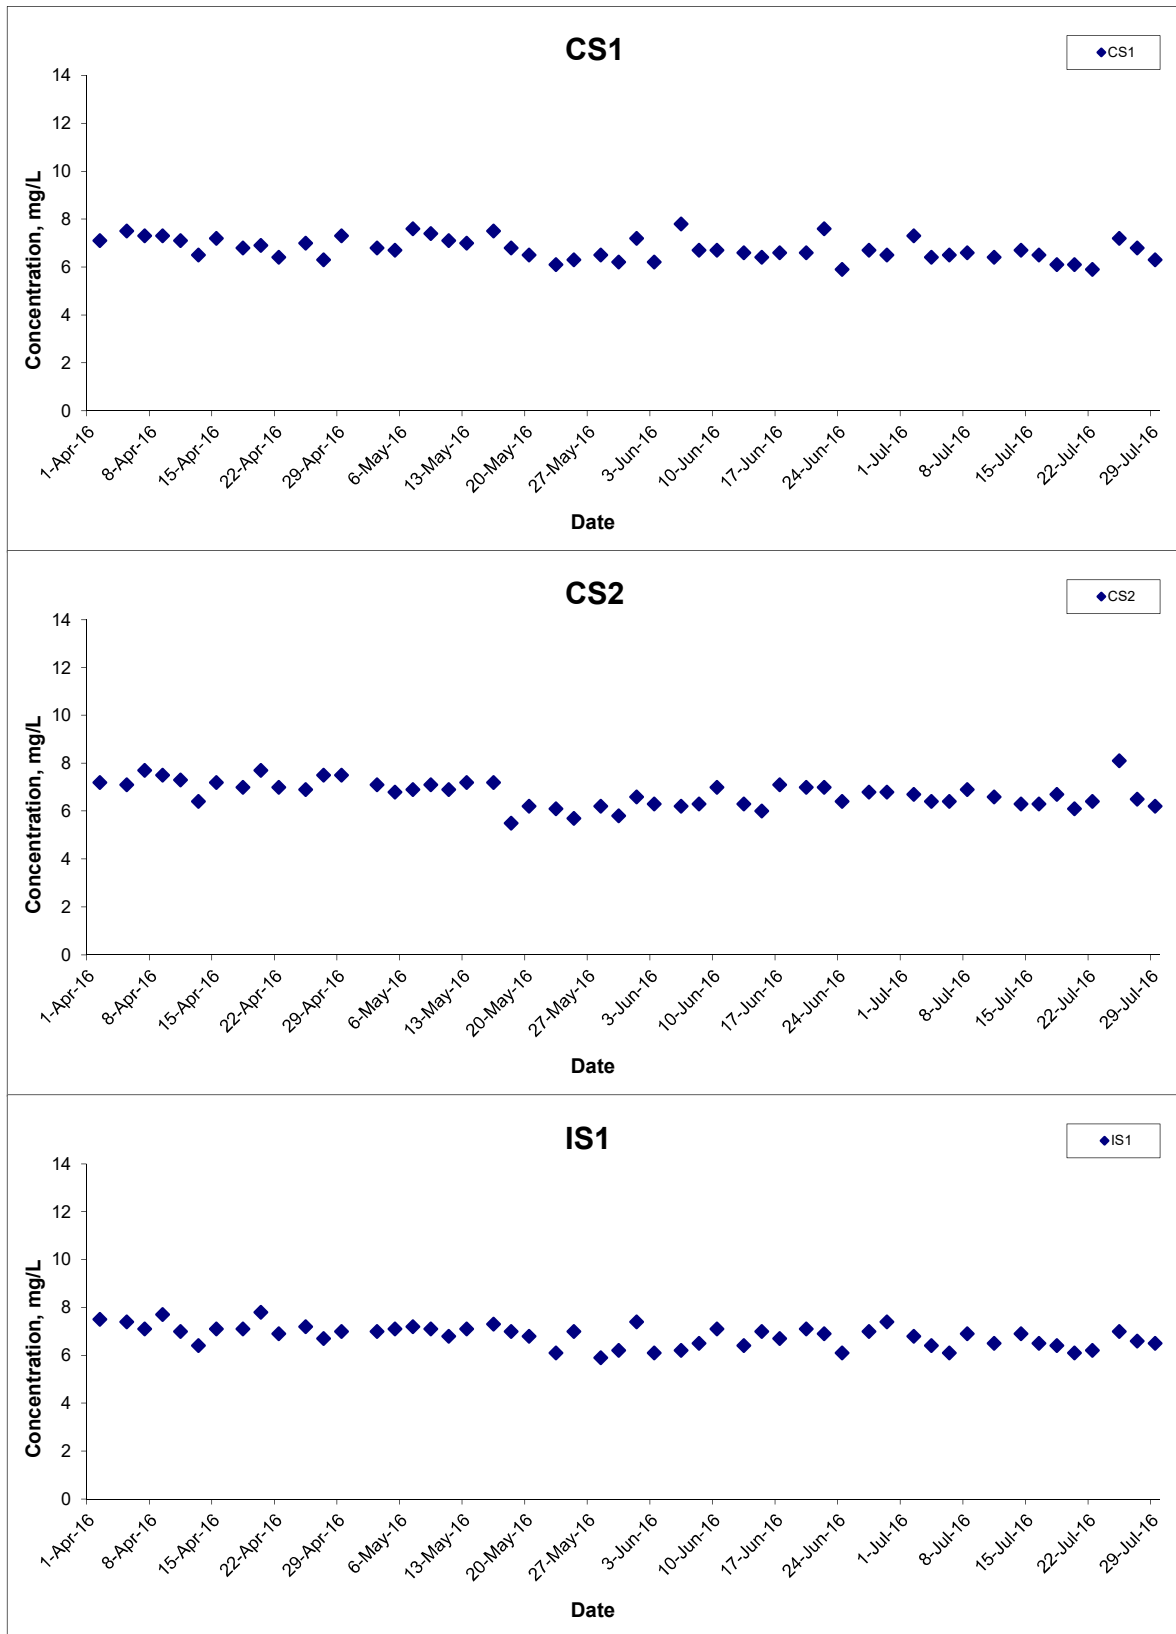 CS1
CS1
14
12
10
8
6
4
2
0
Concentration, mg/L
1-Apr-16
8-Apr-16
15-Apr-16
22-Apr-16
29-Apr-16
6-May-16
13-May-16
20-May-16
27-May-16
3-Jun-16
10-Jun-16
17-Jun-16
24-Jun-16
1-Jul-16
8-Jul-16
15-Jul-16
22-Jul-16
29-Jul-16
Date
CS2
CS2
14
12
10
8
6
4
2
0
Concentration, mg/L
1-Apr-16
8-Apr-16
15-Apr-16
22-Apr-16
29-Apr-16
6-May-16
13-May-16
20-May-16
27-May-16
3-Jun-16
10-Jun-16
17-Jun-16
24-Jun-16
1-Jul-16
8-Jul-16
15-Jul-16
22-Jul-16
29-Jul-16
Date
IS1
IS1
14
12
10
8
6
4
2
0
Concentration, mg/L
1-Apr-16
8-Apr-16
15-Apr-16
22-Apr-16
29-Apr-16
6-May-16
13-May-16
20-May-16
27-May-16
3-Jun-16
10-Jun-16
17-Jun-16
24-Jun-16
1-Jul-16
8-Jul-16
15-Jul-16
22-Jul-16
29-Jul-16
Date